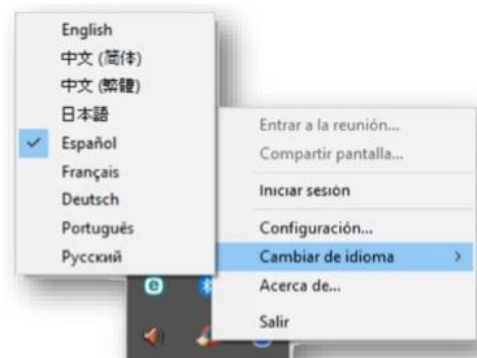 English
中文 (简体)
中文 (繁體)
日本語
Español
Français
Deutsch
Português
Русский
Entrar a la reunión...
Compartir pantalla...
Iniciar sesión
Configuración...
Cambiar de idioma
Acerca de...
Salir